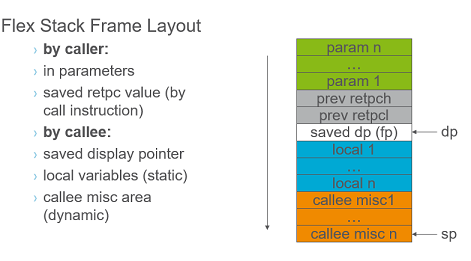 Flex Stack Frame Layout
› by caller:
› in parameters
› saved retpc value (by
call instruction)
› by callee:
› saved display pointer
› local variables (static)
› callee misc area
(dynamic)
param n
...
param 1
prev retpch
prev retpcl
saved dp (fp)
dp
local 1
...
local n
callee misc1
...
callee misc n
sp